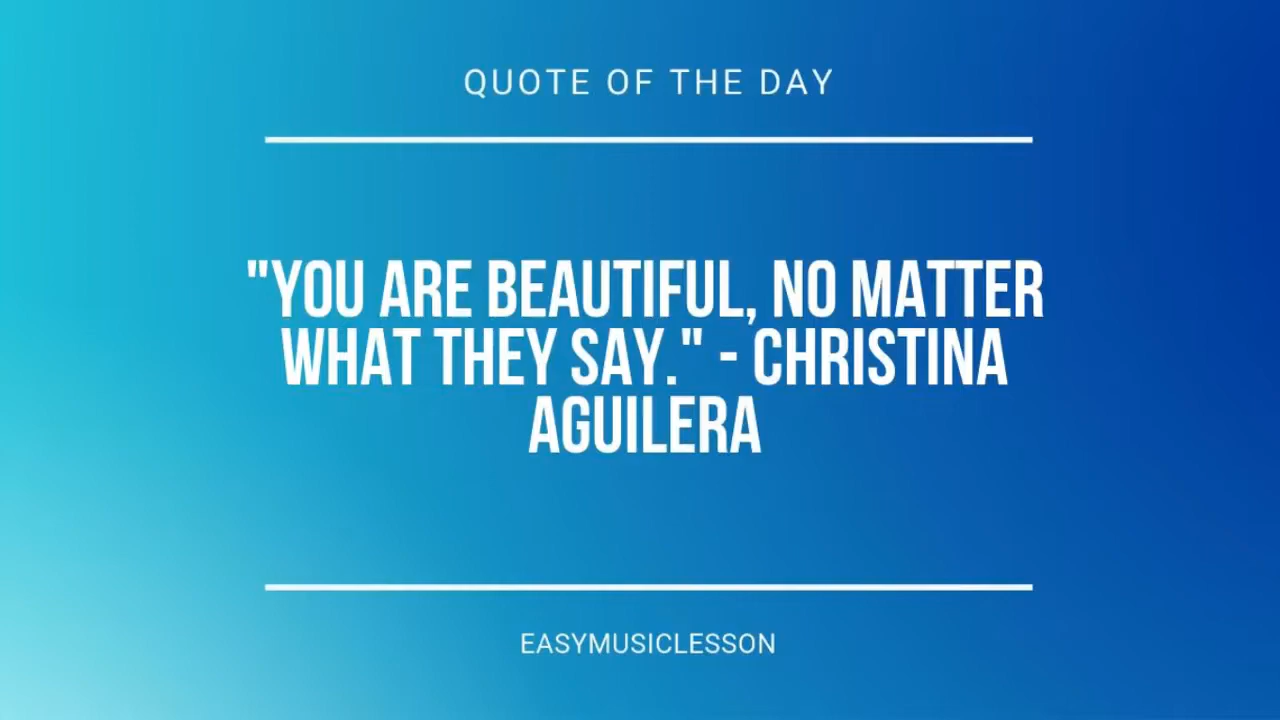 QUOTE OF THE DAY
"YOU ARE BEAUTIFUL, NO MATTER
WHAT THEY SAY." - CHRISTINA
AGUILERA
EASYMUSICLESSON